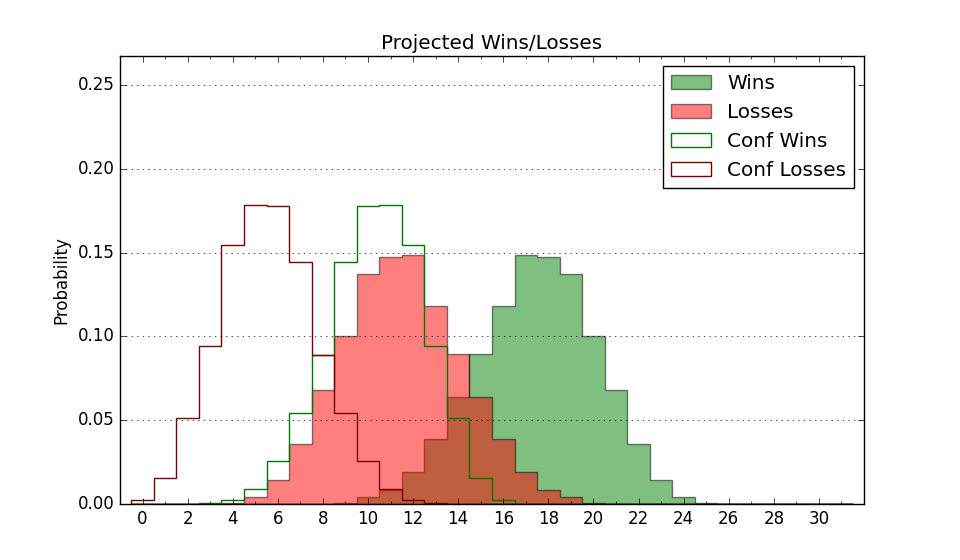 Projected Wins/Losses
0.25
0.20
0.15
0.10
0.05
0.00
Probability
Wins
Losses
Conf Wins
Conf Losses
0 2 4 6 8 10 12 14 16 18 20 22 24 26 28 30